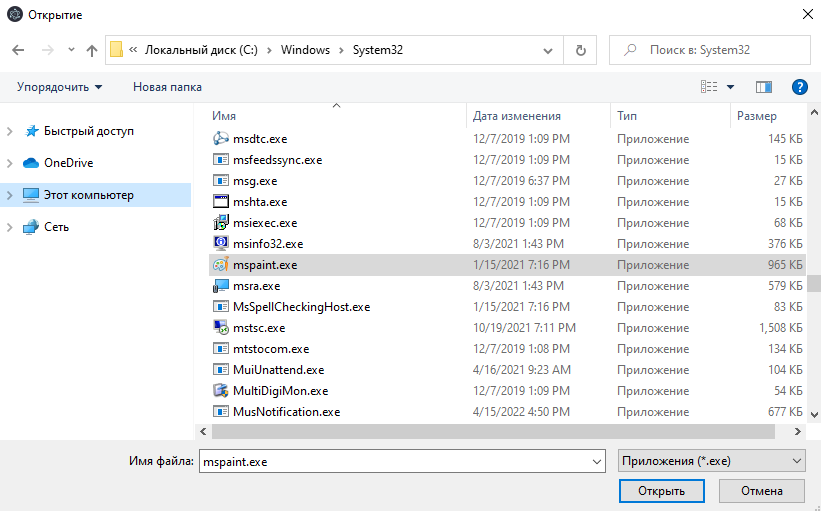 Открытие
Локальный диск (C:) Windows System32 Поиск в: System32
Упорядочить Новая папка
Имя Дата изменения Тип Размер
Быстрый доступ
OneDrive
Этот компьютер
Сеть
msdtc.exe 12/7/2019 1:09 PM Приложение 145 КБ
msfeedssync.exe 12/7/2019 1:09 PM Приложение 15 КБ
msg.exe 12/7/2019 6:37 PM Приложение 27 КБ
mshta.exe 12/7/2019 1:09 PM Приложение 15 КБ
msiexec.exe 12/7/2019 1:09 PM Приложение 68 КБ
msinfo32.exe 8/3/2021 1:43 PM Приложение 376 КБ
mspaint.exe 1/15/2021 7:16 PM Приложение 965 КБ
msra.exe 8/3/2021 1:43 PM Приложение 579 КБ
MsSpellCheckingHost.exe 1/15/2021 7:16 PM Приложение 83 КБ
mstsc.exe 10/19/2021 7:11 PM Приложение 1,508 КБ
mtstocom.exe 12/7/2019 1:08 PM Приложение 134 КБ
MuiUnattend.exe 4/16/2021 9:23 AM Приложение 104 КБ
MultiDigiMon.exe 12/7/2019 1:09 PM Приложение 54 КБ
MusNotification.exe 4/15/2022 4:50 PM Приложение 677 КБ
Имя файла: mspaint.exe Приложения (*.exe)
Открыть Отмена